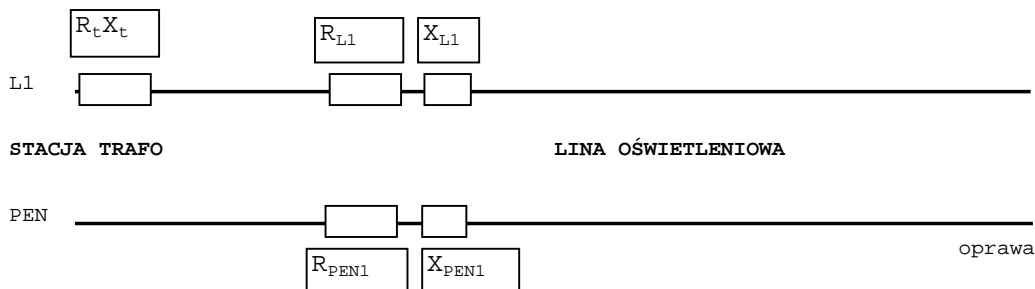 RtXt RL1 XL1
L1
STACJA TRAFO LINA OŚWIETLENIOWA
PEN
oprawa
RPEN1 XPEN1